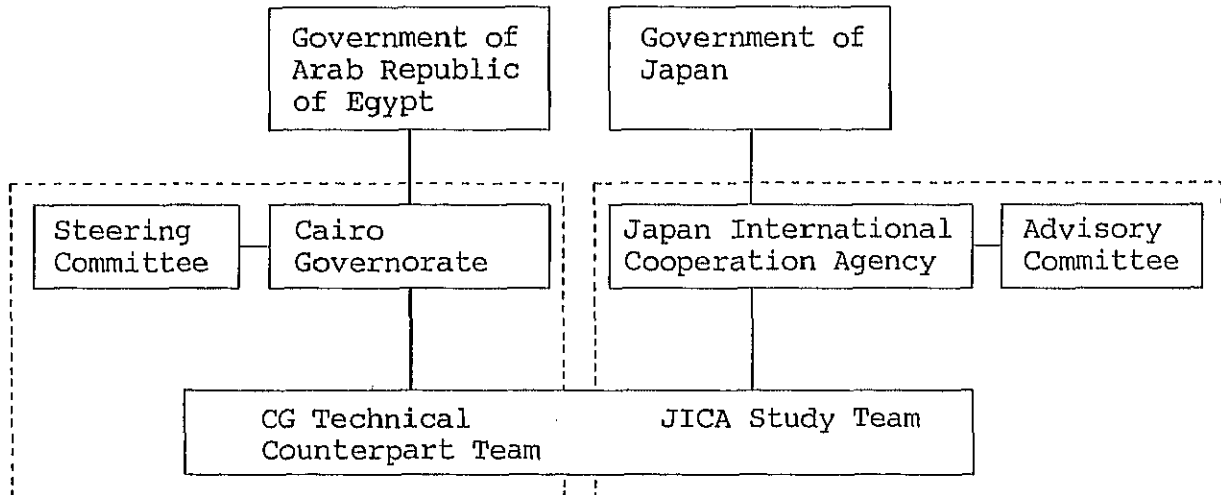 Government of
Arab Republic
of Egypt
Government of
Japan
Steering
Committee
Cairo
Governorate
Japan International
Cooperation Agency
Advisory
Committee
CG Technical
Counterpart Team
JICA Study Team